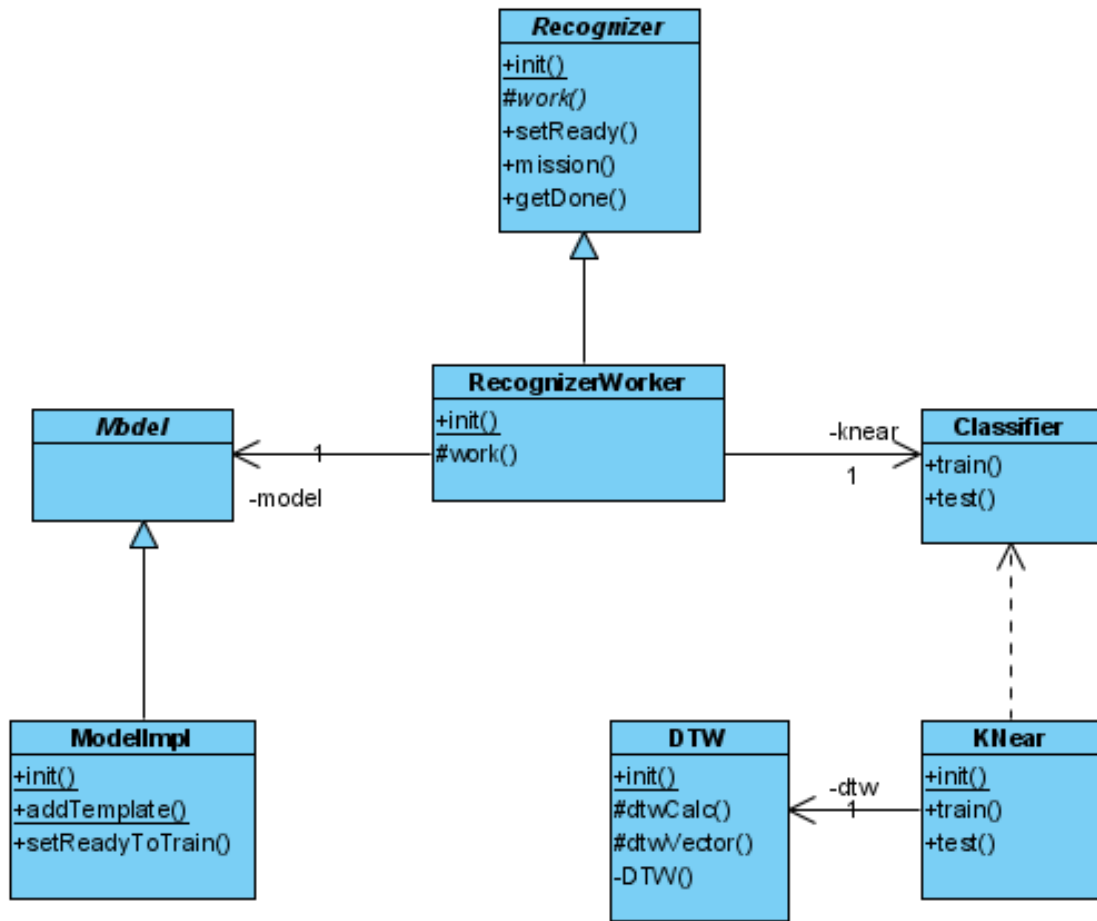 Recognizer
+init()
#work()
+setReady()
+mission()
+getDone()
RecognizerWorker
+init()
#work()
Model
1
-model
-knear
1
Classifier
+train()
+test()
ModelImpl
+init()
+addTemplate()
+setReadyToTrain()
DTW
+init()
#dtwCalc()
#dtwVector()
-DTW()
-dtw
1
KNear
+init()
+train()
+test()